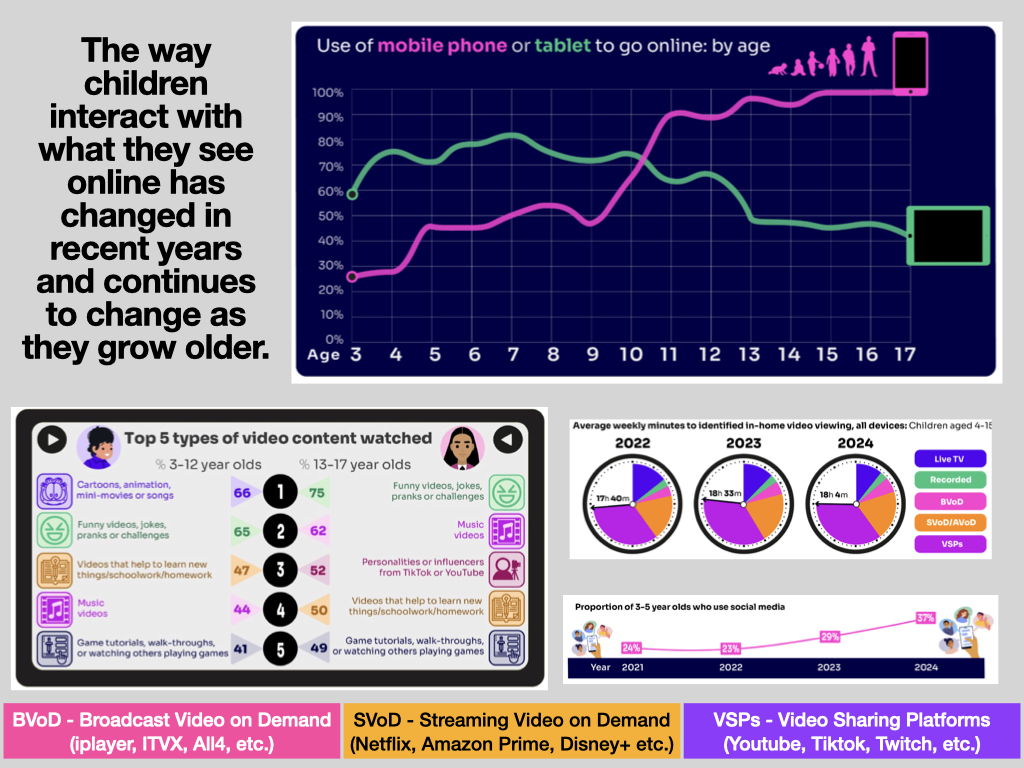 The way
children
interact with
what they see
online has
changed in
recent years
and continues
to change as
they grow older.
Use of mobile phone or tablet to go online: by age
100%
90%
80%
70%
60%
50%
40%
30%
20%
10%
0%
Age 3 4 5 6 7 8 9 10 11 12 13 14 15 16 17
Top 5 types of video content watched
% 3-12 year olds % 13-17 year olds
Cartoons, animation,
mini-movies or songs
66 1 75
Funny videos, jokes,
pranks or challenges
Funny videos, jokes,
pranks or challenges
65 2 62
Music
videos
Videos that help to learn new
things/schoolwork/homework
47 3 52
Personalities or influencers
from TikTok or YouTube
Music
videos
44 4 50
Videos that help to learn new
things/schoolwork/homework
Game tutorials, walk-throughs,
or watching others playing games
41 5 49
Game tutorials, walk-throughs,
or watching others playing games
Average weekly minutes to identified in-home video viewing, all devices: Children aged 4-15
2022 2023 2024
17h 40m 18h 33m 18h 4m
Live TV
Recorded
BVoD
SVoD/AVoD
VSPs
Proportion of 3-5 year olds who use social media
24% 23% 29% 37%
Year 2021 2022 2023 2024
BVoD - Broadcast Video on Demand
(iplayer, ITVX, All4, etc.)
SVoD - Streaming Video on Demand
(Netflix, Amazon Prime, Disney+ etc.)
VSPs - Video Sharing Platforms
(Youtube, Tiktok, Twitch, etc.)